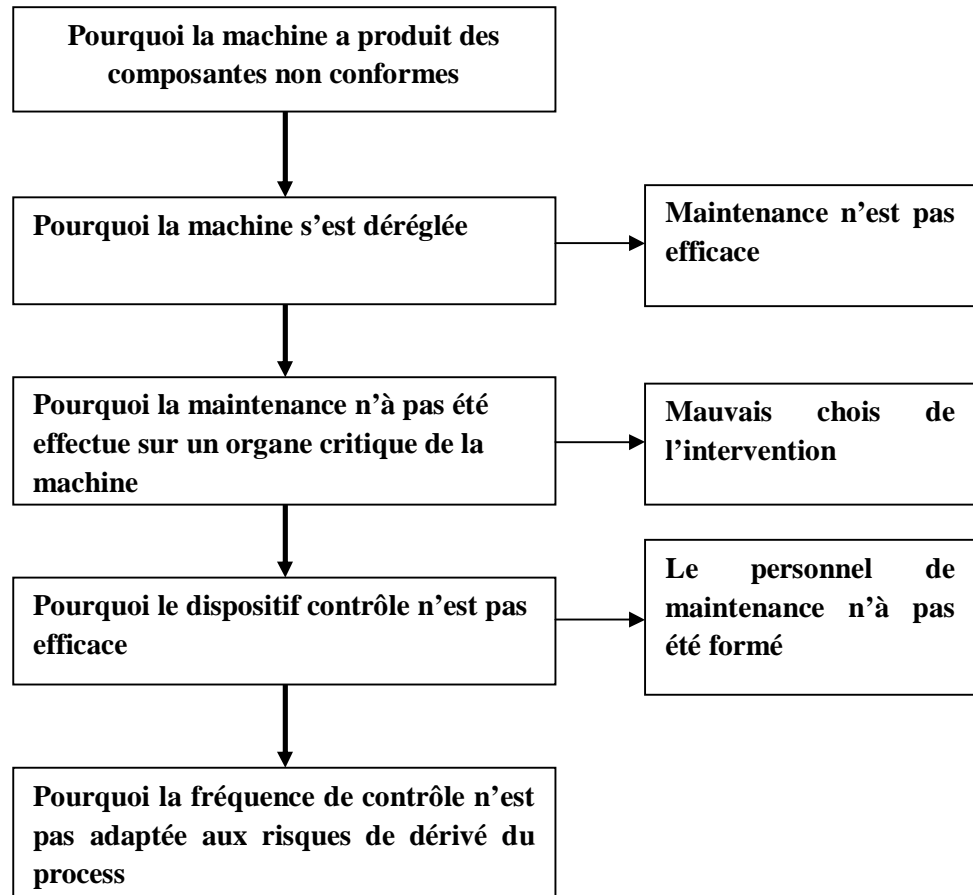 Pourquoi la machine a produit des
composantes non conformes
Pourquoi la machine s’est déréglée
Maintenance n’est pas
efficace
Pourquoi la maintenance n’à pas été
effectue sur un organe critique de la
machine
Mauvais chois de
l’intervention
Pourquoi le dispositif contrôle n’est pas
efficace
Le personnel de
maintenance n’à pas
été formé
Pourquoi la fréquence de contrôle n’est
pas adaptée aux risques de dérivé du
process